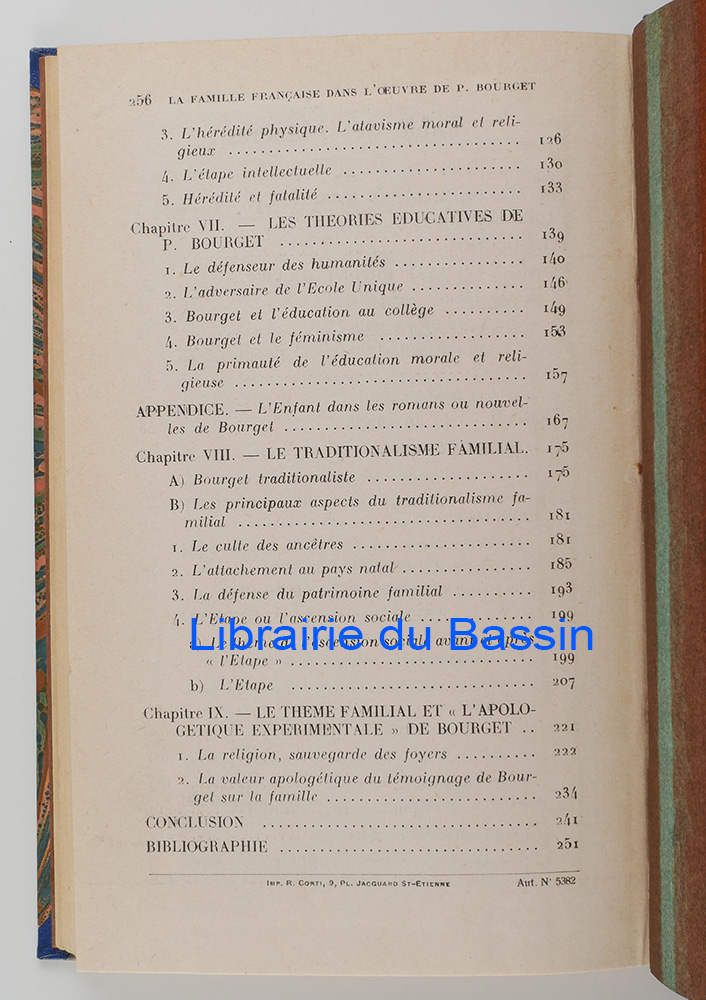 256 LA FAMILLE FRANÇAISE DANS L'ŒUVRE DE P. BOURGET
3. L'hérédité physique. L'atavisme moral et reli-
gieux .................................... 126
4. L'étape intellectuelle ........................ 130
5. Hérédité et fatalité ........................ 133
Chapitre VII. — LES THEORIES EDUCATIVES DE
P. BOURGET .............................. 139
1. Le défenseur des humanités ................ 140
2. L'adversaire de l'Ecole Unique .............. 146
3. Bourget et l'éducation au collège .......... 149
4. Bourget et le féminisme .................. 153
5. La primauté de l'éducation morale et reli-
gieuse .................................... 157
APPENDICE. — L'Enfant dans les romans ou nouvel-
les de Bourget .............................. 167
Chapitre VIII. — LE TRADITIONALISME FAMILIAL. 175
A) Bourget traditionaliste .................... 175
B) Les principaux aspects du traditionalisme fa-
milial .................................... 181
1. Le culte des ancêtres ...................... 181
2. L'attachement au pays natal ................ 185
3. La défense du patrimoine familial .......... 193
4. L'Etape ou l'ascension sociale .............. 199
Librairie du Bassin
a) Le thème de l'ascension sociale avant et après
« l'Etape » .............................. 199
b) L'Etape .............................. 207
Chapitre IX. — LE THEME FAMILIAL ET « L'APOLO-
GETIQUE EXPERIMENTALE » DE BOURGET .. 221
1. La religion, sauvegarde des foyers .......... 222
2. La valeur apologétique du témoignage de Bour-
get sur la famille .......................... 234
CONCLUSION .................................. 241
BIBLIOGRAPHIE ................................ 251
IMP. R. CORTI, 9, PL. JACQUARD ST-ÉTIENNE Aut. N° 5382